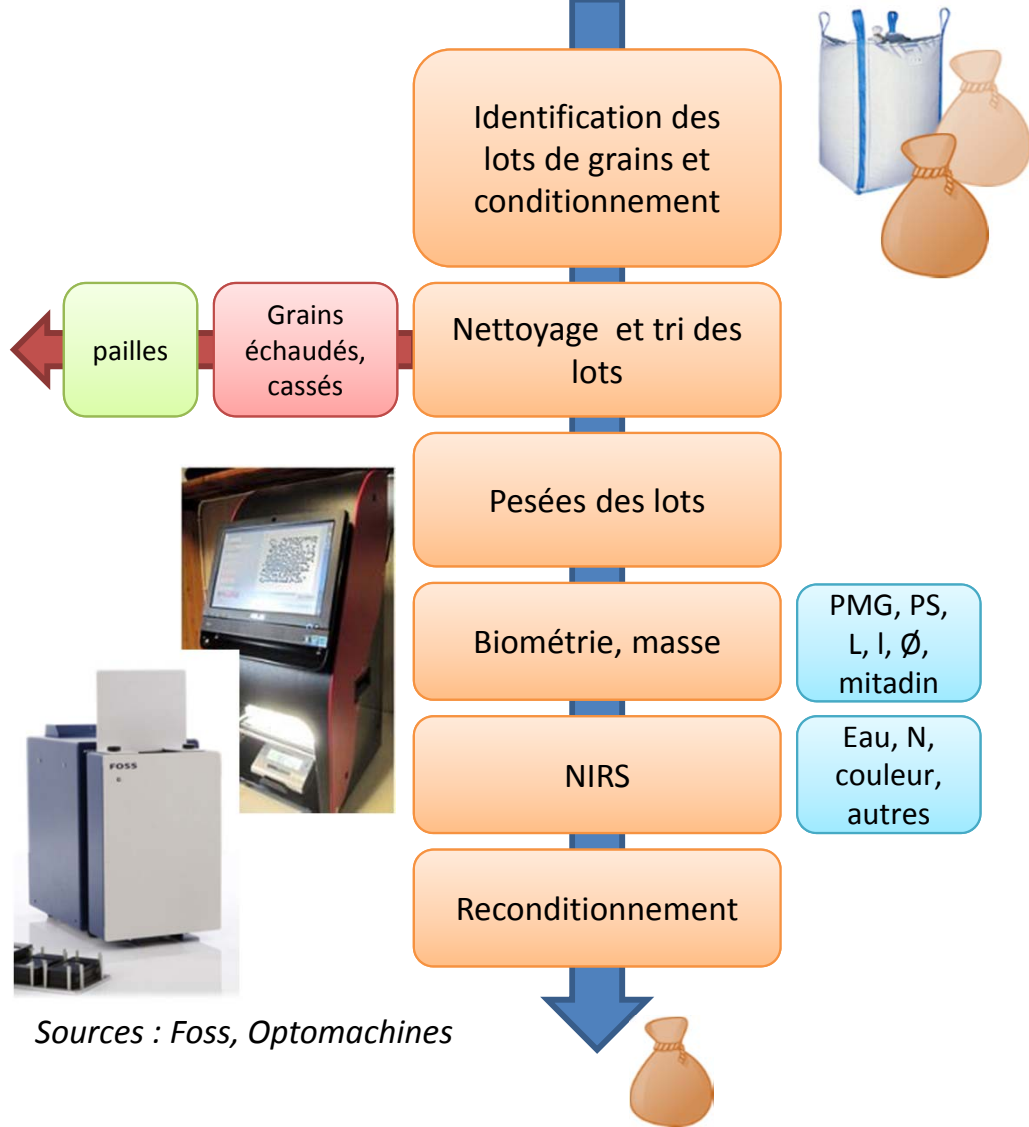 Identification des
lots de grains et
conditionnement
pailles
Grains
échaudés,
cassés
Nettoyage et tri des
lots
Pesées des lots
Biométrie, masse
PMG, PS,
L, l, Ø,
mitadin
FOSS
NIRS
Eau, N,
couleur,
autres
Reconditionnement
Sources : Foss, Optomachines